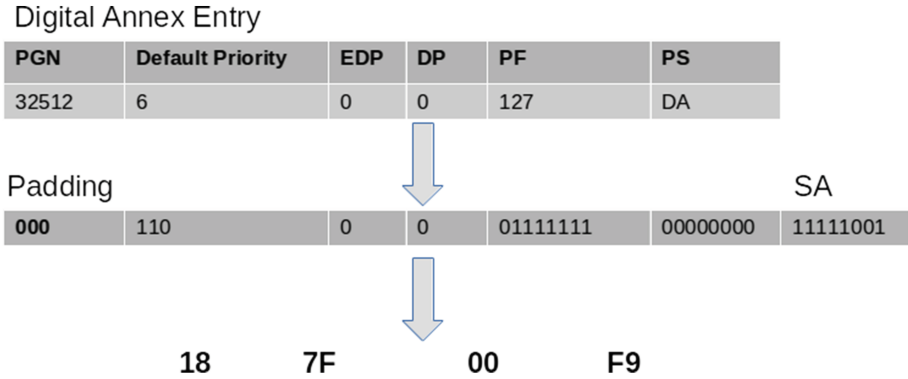 Digital Annex Entry
PGN Default Priority EDP DP PF PS
32512 6 0 0 127 DA
Padding SA
000 110 0 0 01111111 00000000 11111001
18 7F 00 F9